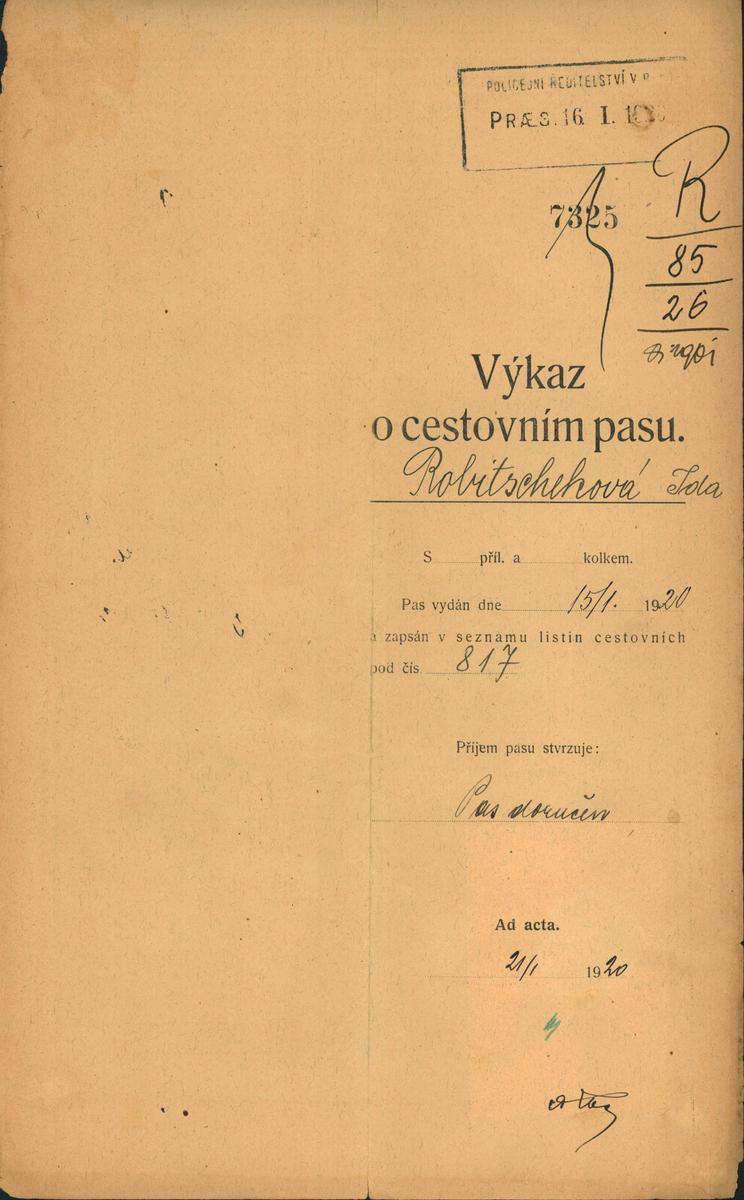 POLICEJNÍ ŘEDITELSTVÍ V
PRÆS. 16. I.
7325
R
85
26
Výkaz
o cestovním pasu.
Robitscheková Ida
S příl. a kolkem.
Pas vydán dne 15/1. 1920
a zapsán v seznamu listin cestovních
pod čís. 817
Příjem pasu stvrzuje:
Pas doručen
Ad acta.
21/1 1920